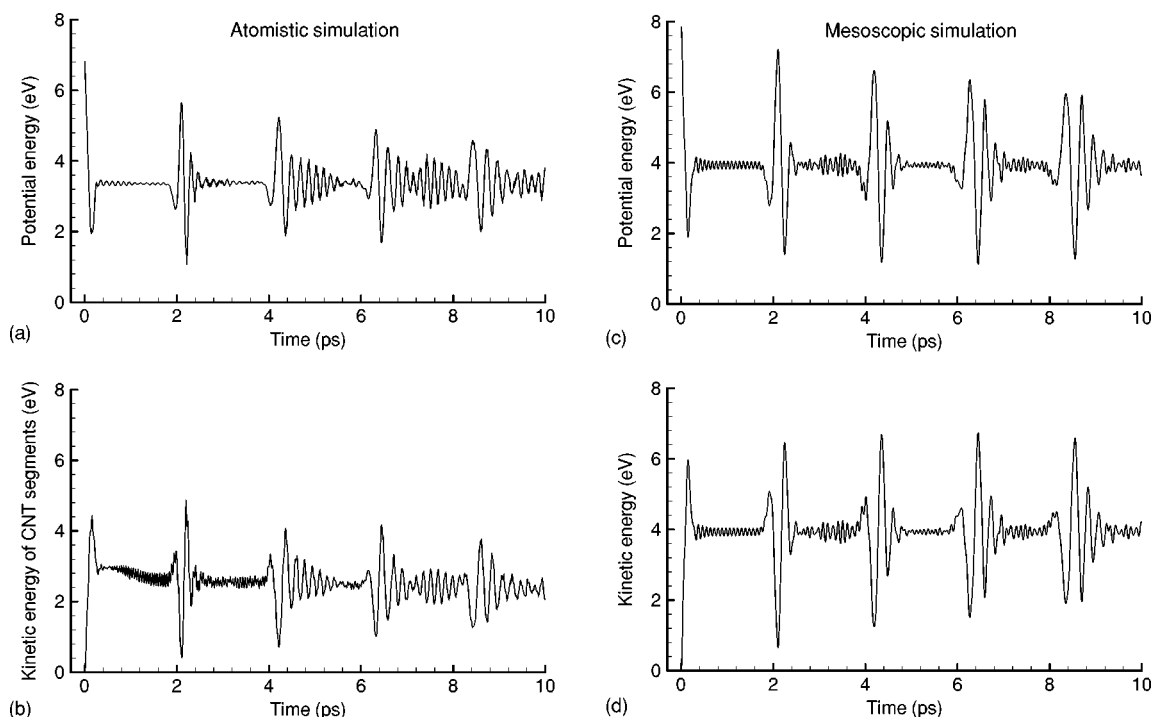 Atomistic simulation
Potential energy (eV)
8
6
4
2
0
0 2 4 6 8 10
Time (ps)
(a)
Mesoscopic simulation
Potential energy (eV)
8
6
4
2
0
0 2 4 6 8 10
Time (ps)
(c)
Kinetic energy of CNT segments (eV)
8
6
4
2
0
0 2 4 6 8 10
Time (ps)
(b)
Kinetic energy (eV)
8
6
4
2
0
0 2 4 6 8 10
Time (ps)
(d)